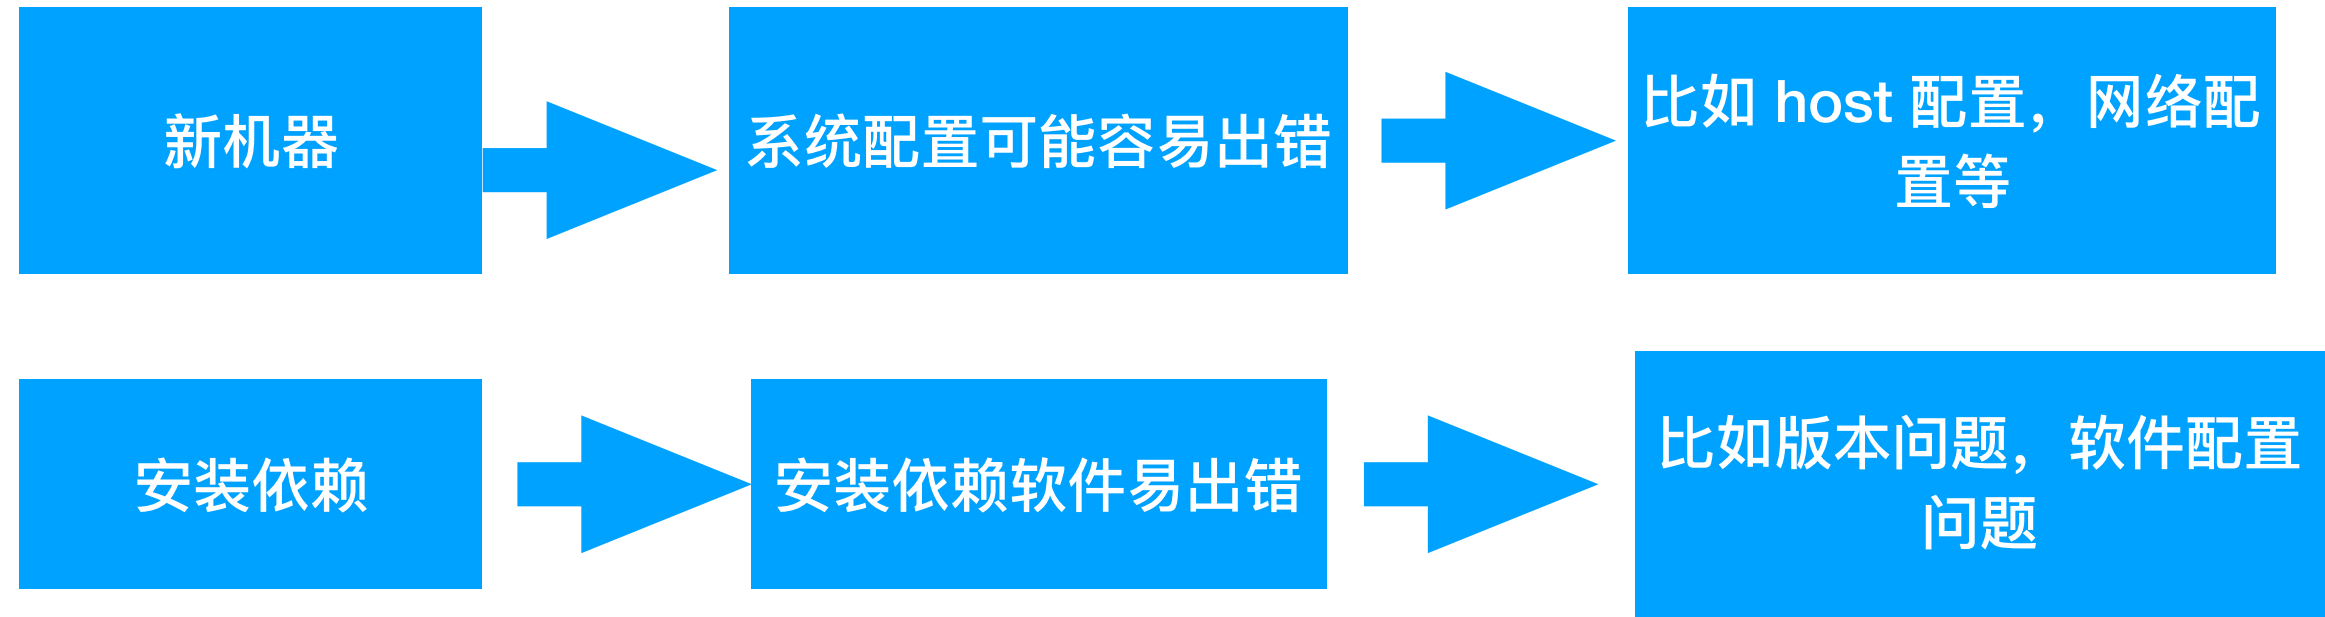 新机器
系统配置可能容易出错
比如 host 配置，网络配
置等
安装依赖
安装依赖软件易出错
比如版本问题，软件配置
问题